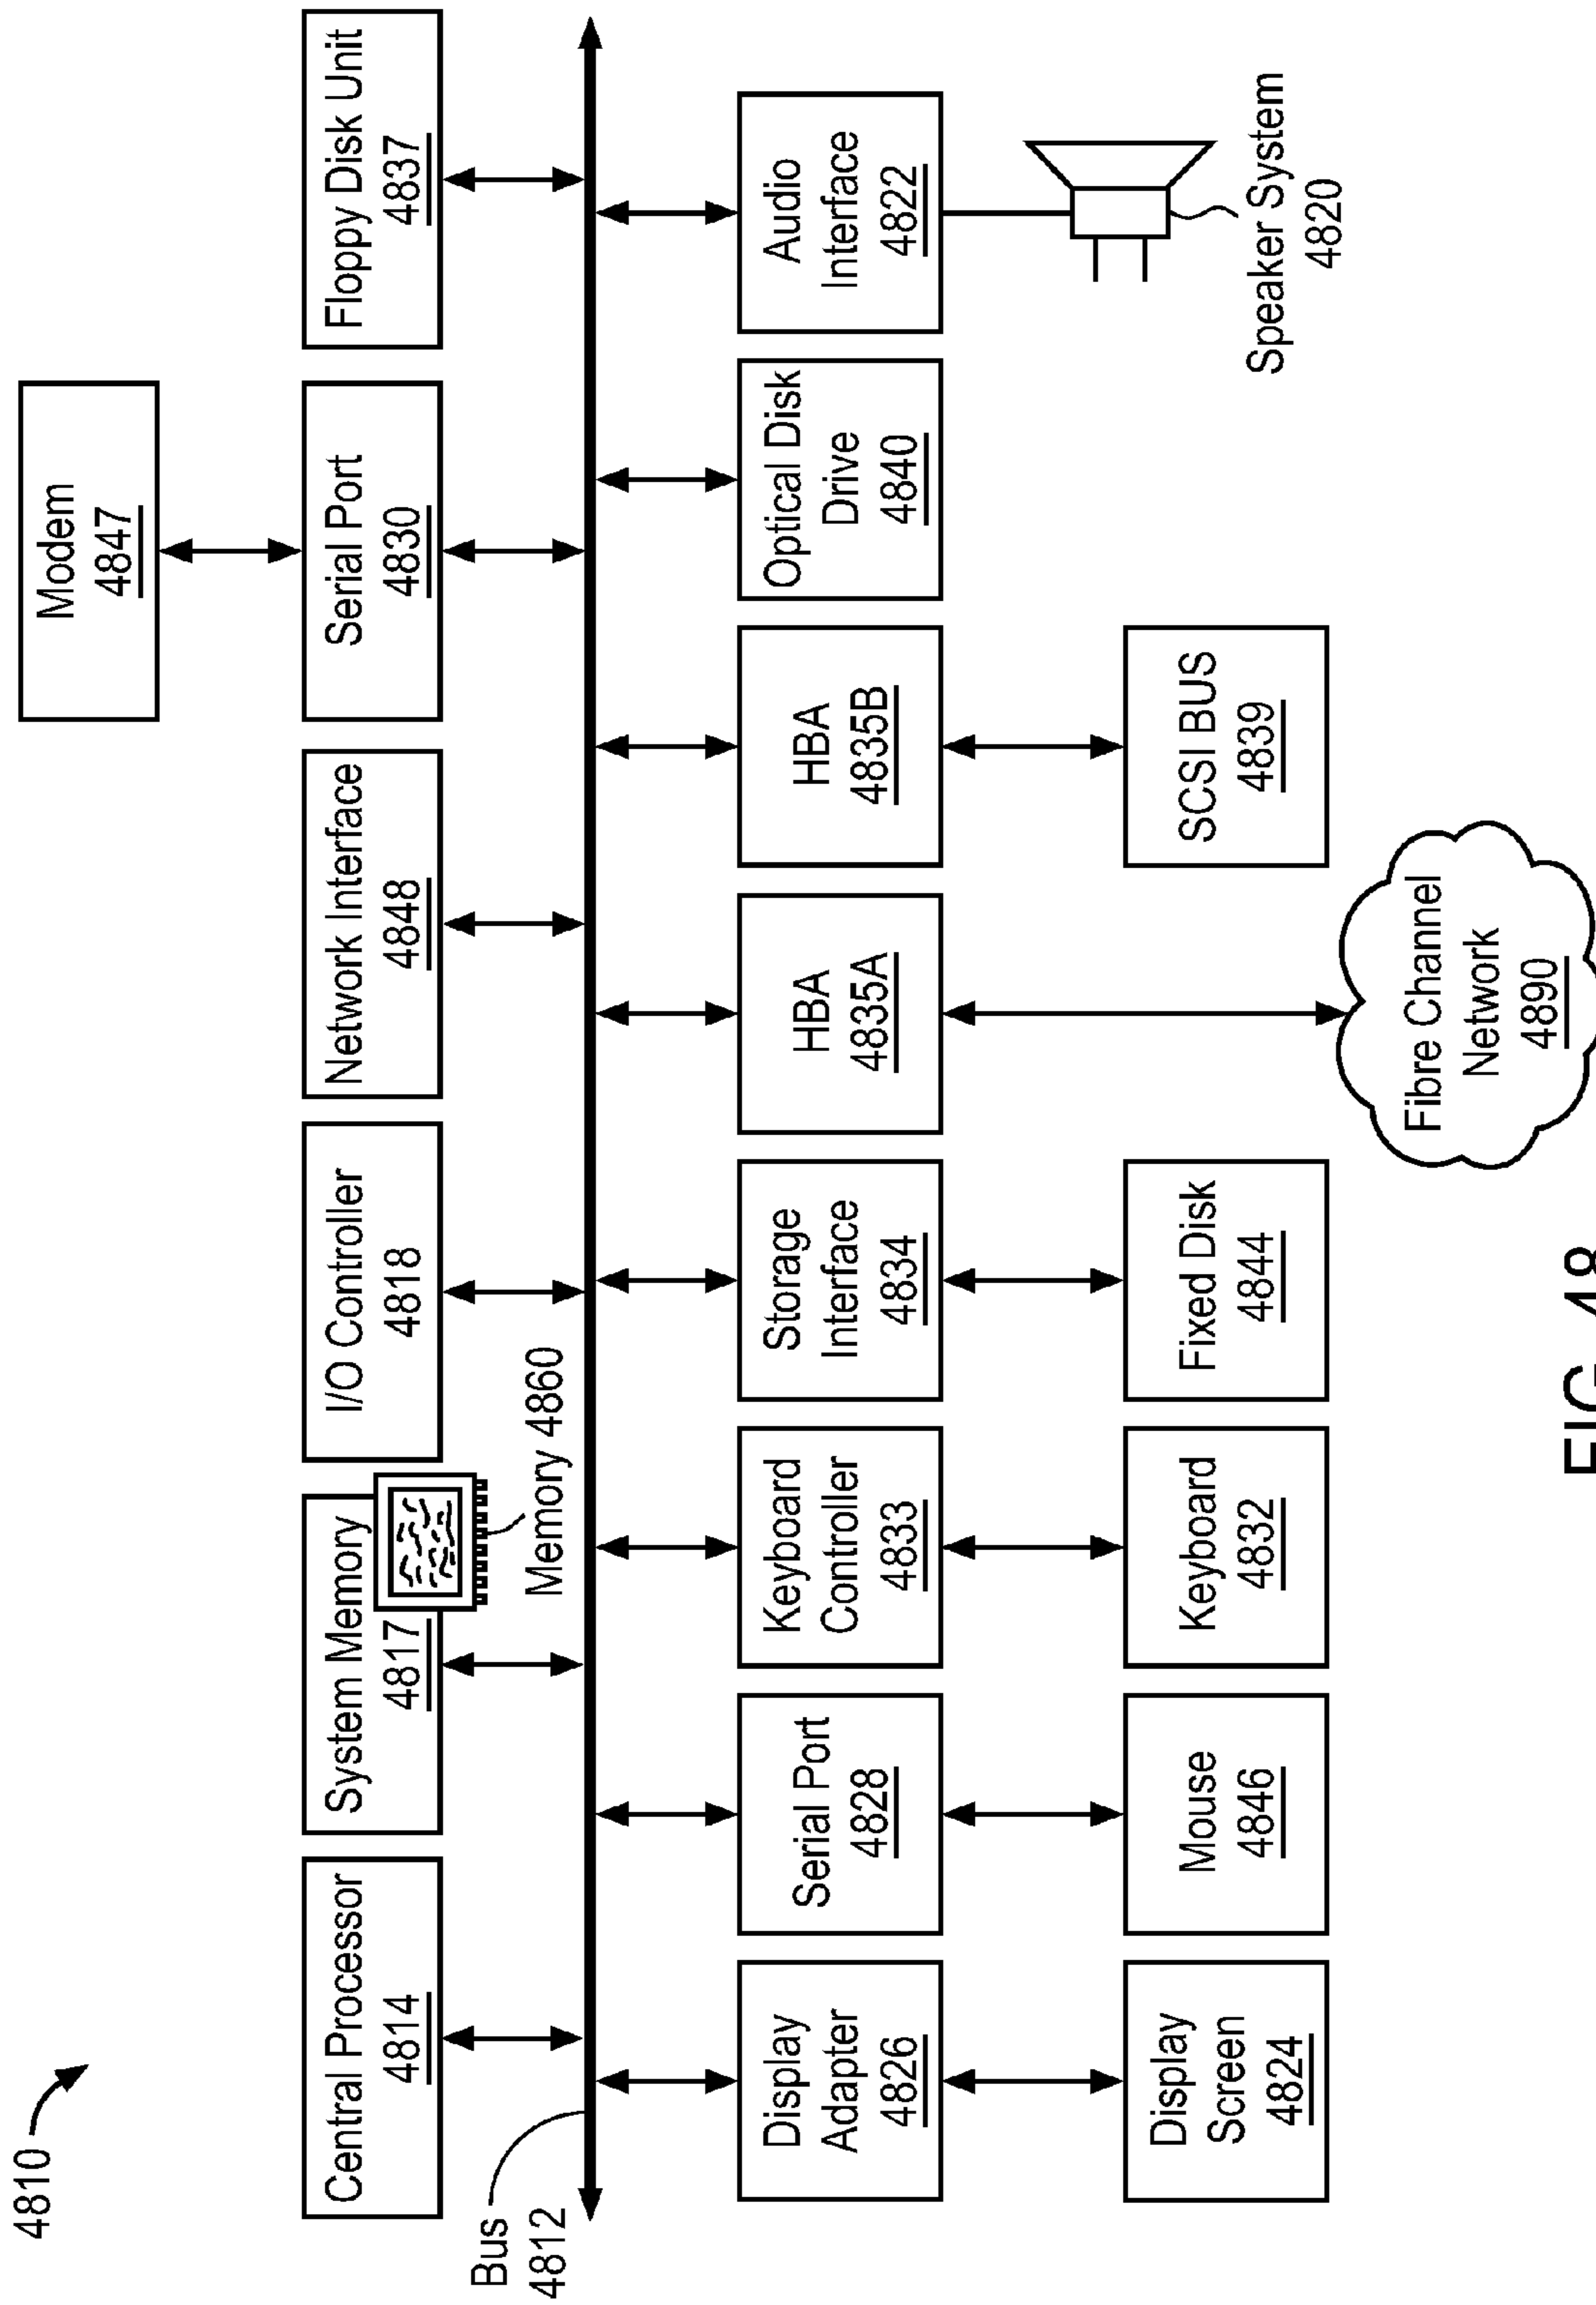 4810
Modem
4847
Central Processor
4814
System Memory
4817
I/O Controller
4818
Network Interface
4848
Serial Port
4830
Floppy Disk Unit
4837
Memory 4860
Bus
4812
Display
Adapter
4826
Serial Port
4828
Keyboard
Controller
4833
Storage
Interface
4834
HBA
4835A
HBA
4835B
Optical Disk
Drive
4840
Audio
Interface
4822
Display
Screen
4824
Mouse
4846
Keyboard
4832
Fixed Disk
4844
SCSI BUS
4839
Speaker System
4820
Fibre Channel
Network
4890
FIG. 48